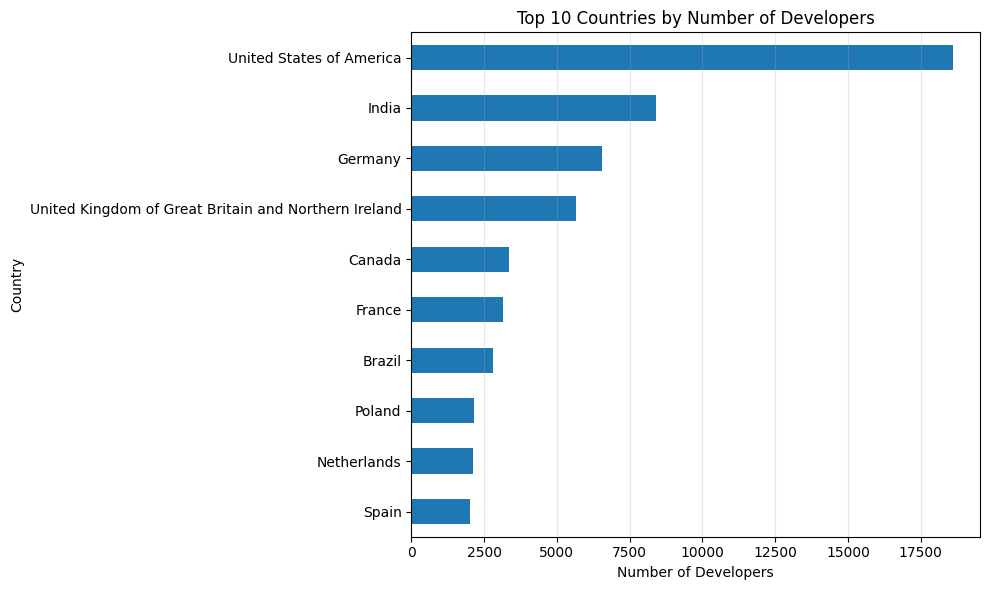 Top 10 Countries by Number of Developers
United States of America
India
Germany
United Kingdom of Great Britain and Northern Ireland
Canada
France
Brazil
Poland
Netherlands
Spain
Country
0 2500 5000 7500 10000 12500 15000 17500
Number of Developers